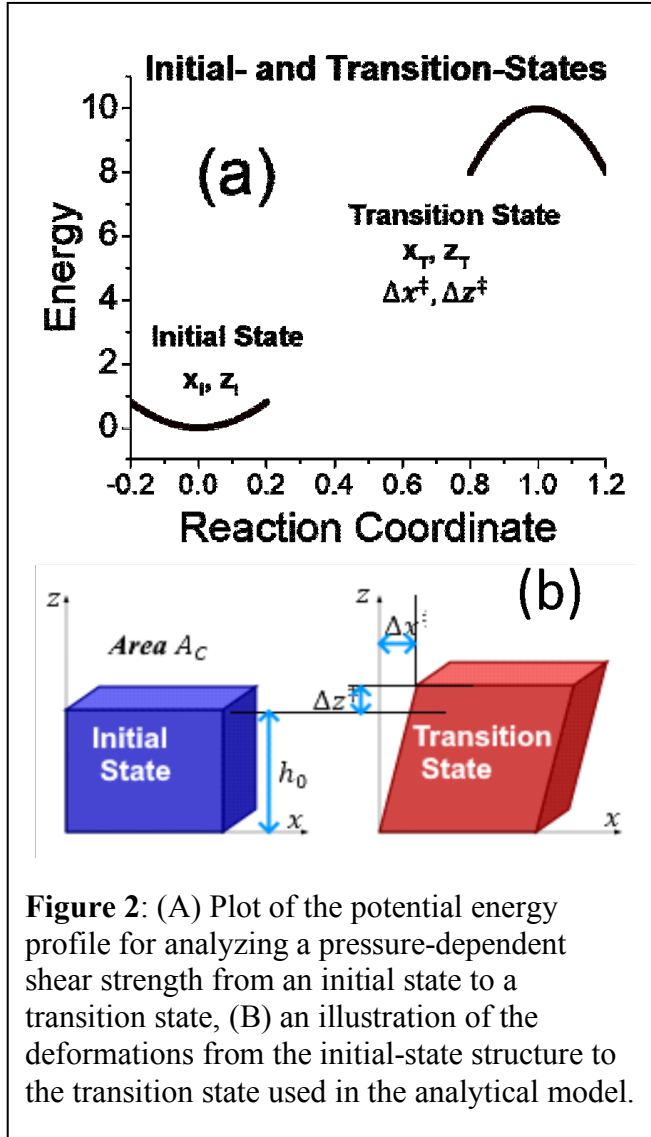 Initial- and Transition-States
(a)
10
8
6
4
2
0
Energy
Transition State
x_T, z_T
Δx‡, Δz‡
Initial State
x_I, z_I
-0.2 0.0 0.2 0.4 0.6 0.8 1.0 1.2
Reaction Coordinate
(b)
z
Area A_C
Initial
State
h_0
x
z
Δx‡
Δz‡
Transition
State
x
Figure 2: (A) Plot of the potential energy
profile for analyzing a pressure-dependent
shear strength from an initial state to a
transition state, (B) an illustration of the
deformations from the initial-state structure to
the transition state used in the analytical model.